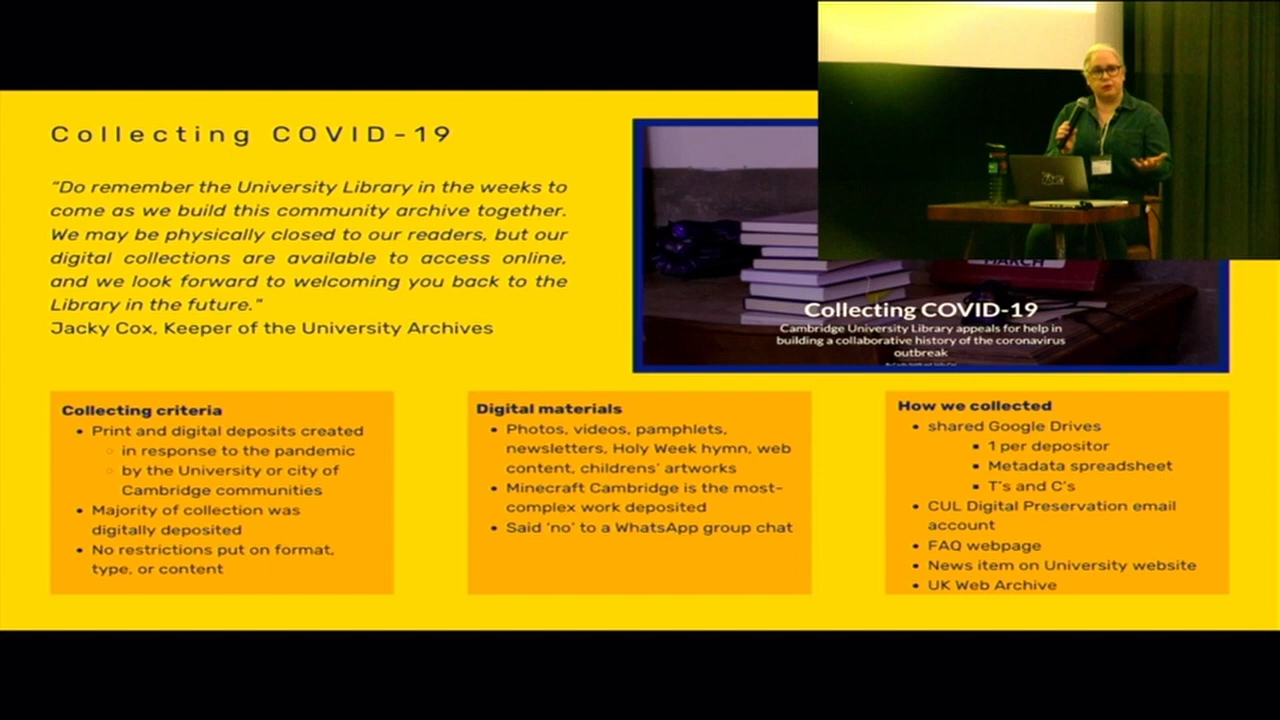 Collecting COVID-19
“Do remember the University Library in the weeks to
come as we build this community archive together.
We may be physically closed to our readers, but our
digital collections are available to access online,
and we look forward to welcoming you back to the
Library in the future."
Jacky Cox, Keeper of the University Archives
MARCH
Collecting COVID-19
Cambridge University Library appeals for help in
building a collaborative history of the coronavirus
outbreak
Collecting criteria
• Print and digital deposits created
◦ in response to the pandemic
◦ by the University or city of
Cambridge communities
• Majority of collection was
digitally deposited
• No restrictions put on format,
type, or content
Digital materials
• Photos, videos, pamphlets,
newsletters, Holy Week hymn, web
content, childrens’ artworks
• Minecraft Cambridge is the most-
complex work deposited
• Said ‘no’ to a WhatsApp group chat
How we collected
• shared Google Drives
▪ 1 per depositor
▪ Metadata spreadsheet
▪ T’s and C’s
• CUL Digital Preservation email
account
• FAQ webpage
• News item on University website
• UK Web Archive